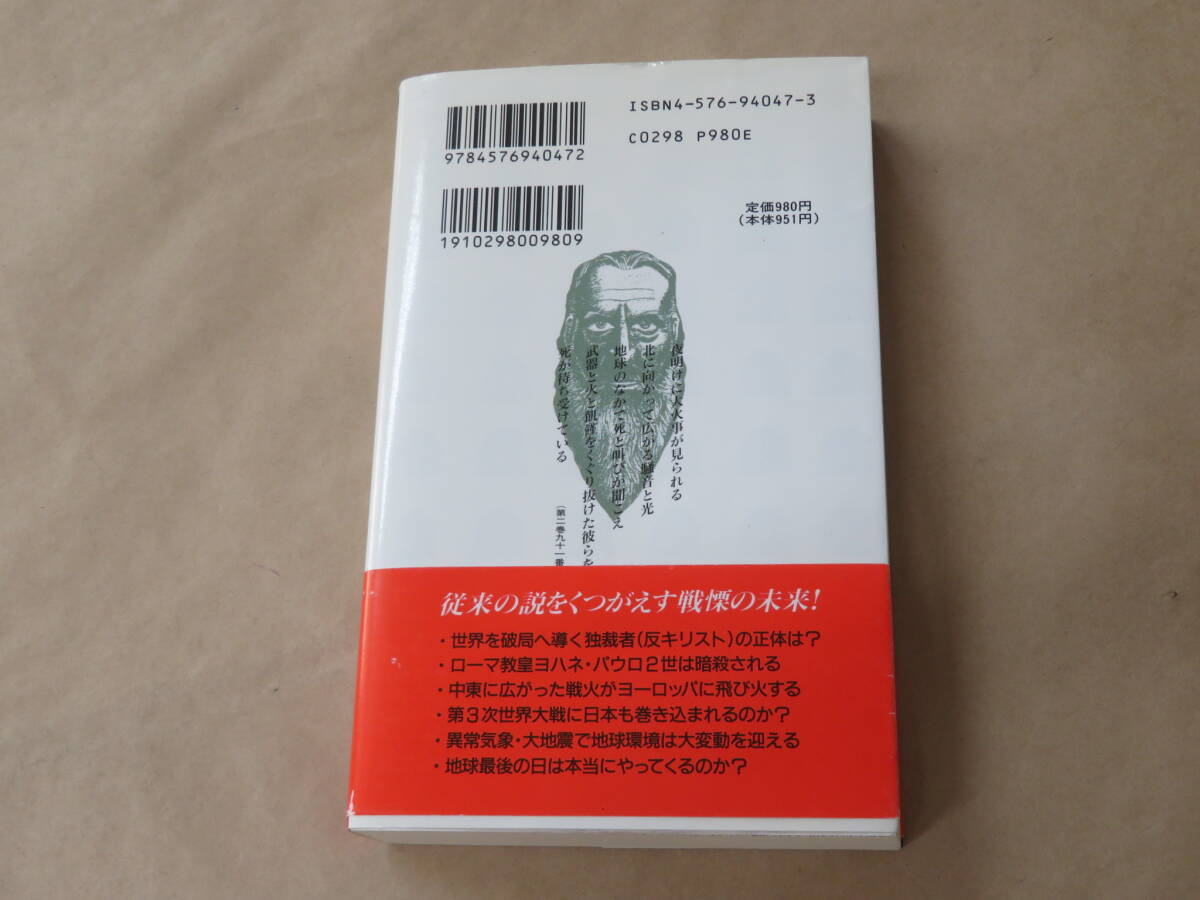 ISBN4-576-94047-3
C0298 P980E
9784576940472
定価980円
(本体951円)
1910298009809
夜明けに大火事が見られる
北に向かって広がる騒音と光
地球のなかで死と叫びが聞こえ
武器と火と飢饉をくぐり抜けた彼らを
死が待ち受けている
(第二巻九十一番
従来の説をくつがえす戦慄の未来!
・世界を破局へ導く独裁者(反キリスト)の正体は?
・ローマ教皇ヨハネ・パウロ2世は暗殺される
・中東に広がった戦火がヨーロッパに飛び火する
・第3次世界大戦に日本も巻き込まれるのか?
・異常気象・大地震で地球環境は大変動を迎える
・地球最後の日は本当にやってくるのか?